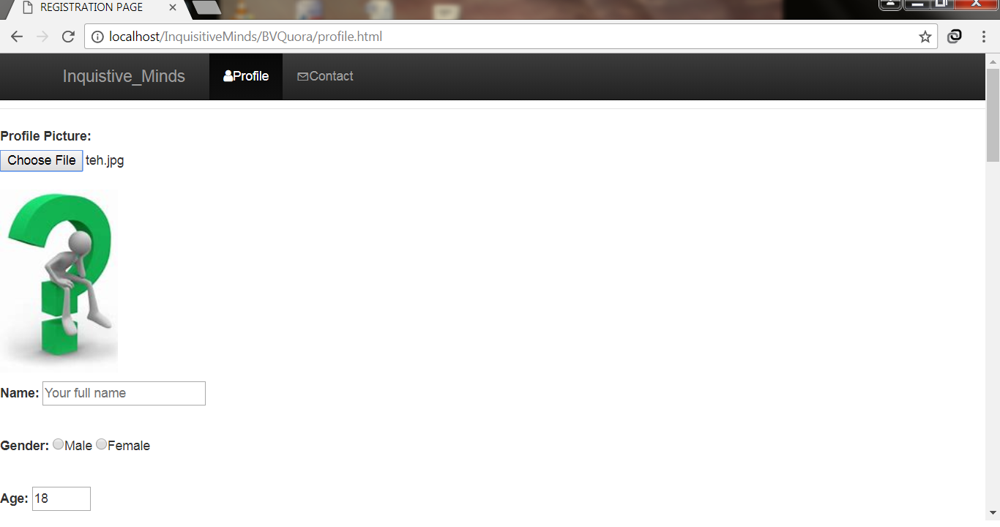 REGISTRATION PAGE
localhost/InquisitiveMinds/BVQuora/profile.html
Inquistive_Minds Profile Contact
Profile Picture:
Choose File teh.jpg
Name: Your full name
Gender: Male Female
Age: 18